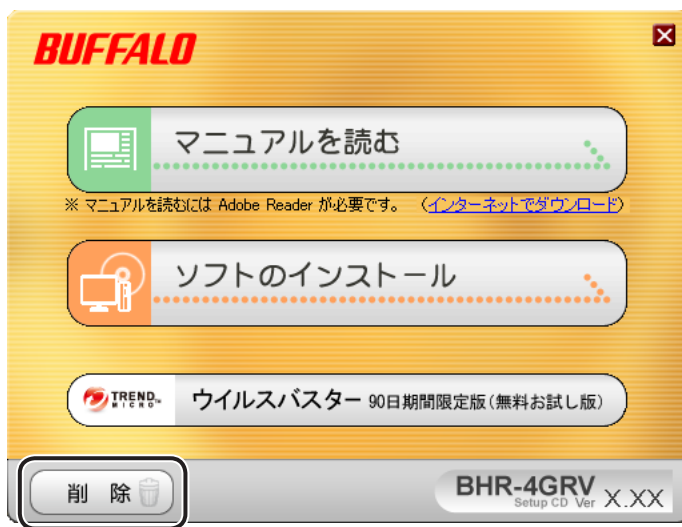 BUFFALO
マニュアルを読む
※ マニュアルを読むには Adobe Reader が必要です。 (インターネットでダウンロード)
ソフトのインストール
TREND MICRO™ ウイルスバスター 90日期間限定版(無料お試し版)
削 除
BHR-4GRV
Setup CD Ver X.XX